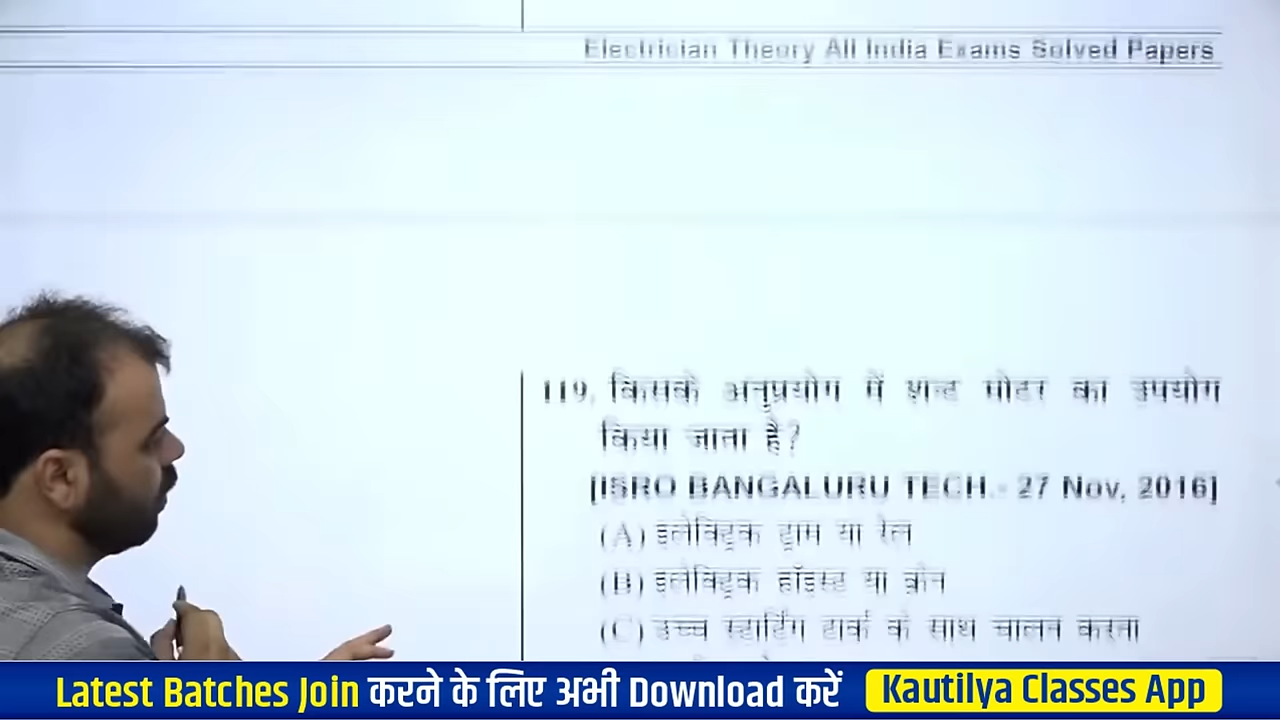 Electrician Theory All India Exams Solved Papers
119. किसके अनुप्रयोग में शन्ट मोटर का उपयोग
किया जाता है?
[ISRO BANGALURU TECH.- 27 Nov, 2016]
(A) इलेक्ट्रिक ट्राम या रेल
(B) इलेक्ट्रिक हॉइस्ट या क्रेन
(C) उच्च स्टार्टिंग टार्क के साथ चालन करना
Latest Batches Join करने के लिए अभी Download करें Kautilya Classes App